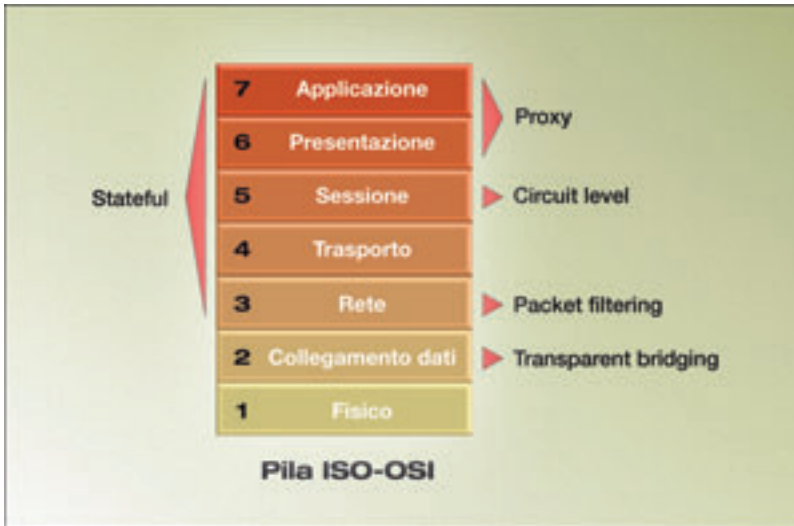 7 Applicazione
Proxy
6 Presentazione
Stateful
5 Sessione
Circuit level
4 Trasporto
3 Rete
Packet filtering
2 Collegamento dati
Transparent bridging
1 Fisico
Pila ISO-OSI